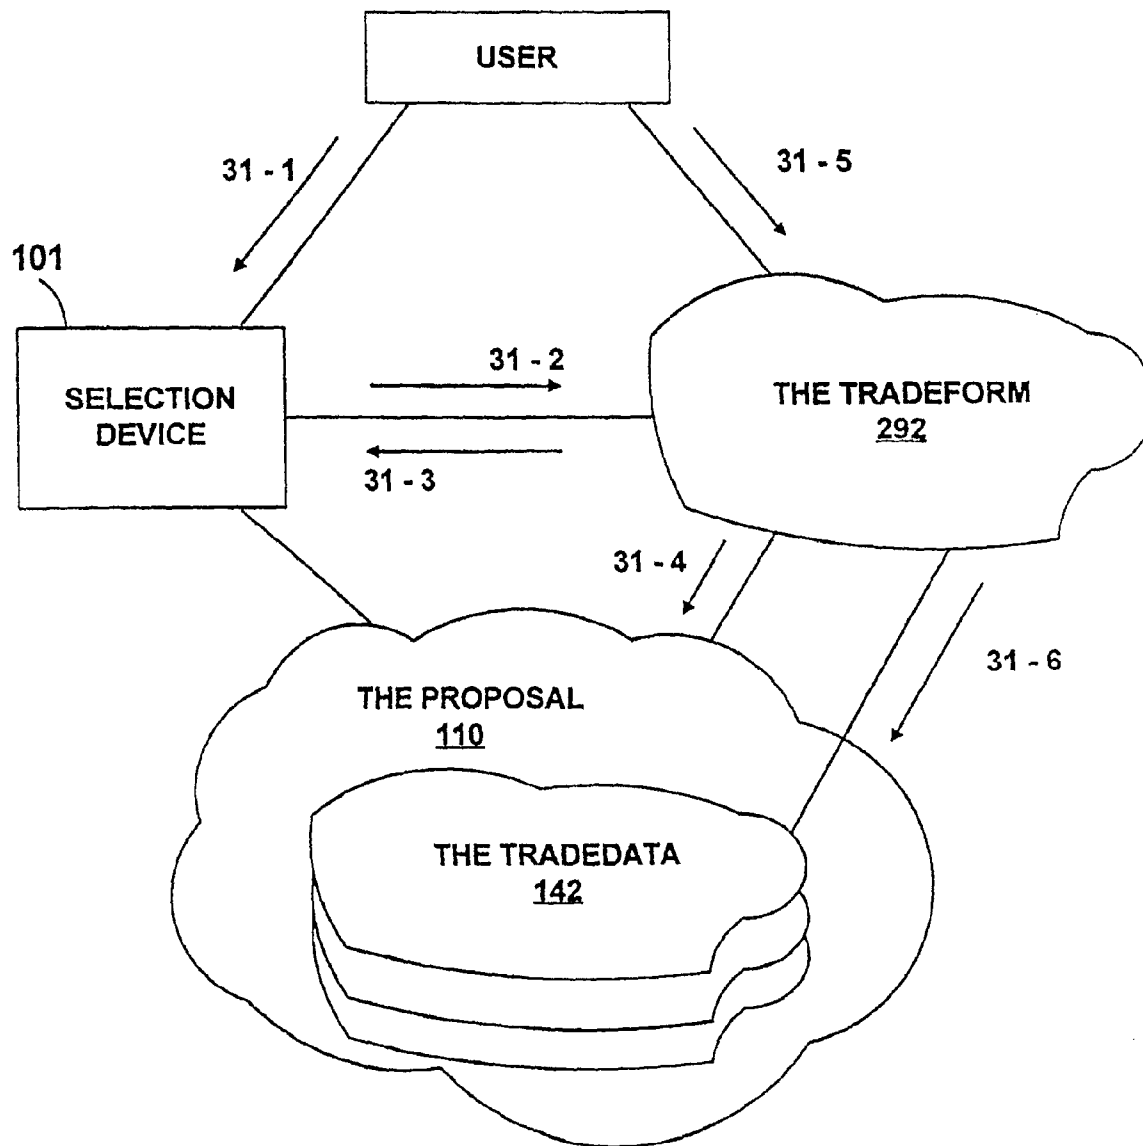 USER
31 - 1
31 - 5
101
SELECTION
DEVICE
31 - 2
31 - 3
THE TRADEFORM
292
31 - 4
31 - 6
THE PROPOSAL
110
THE TRADEDATA
142